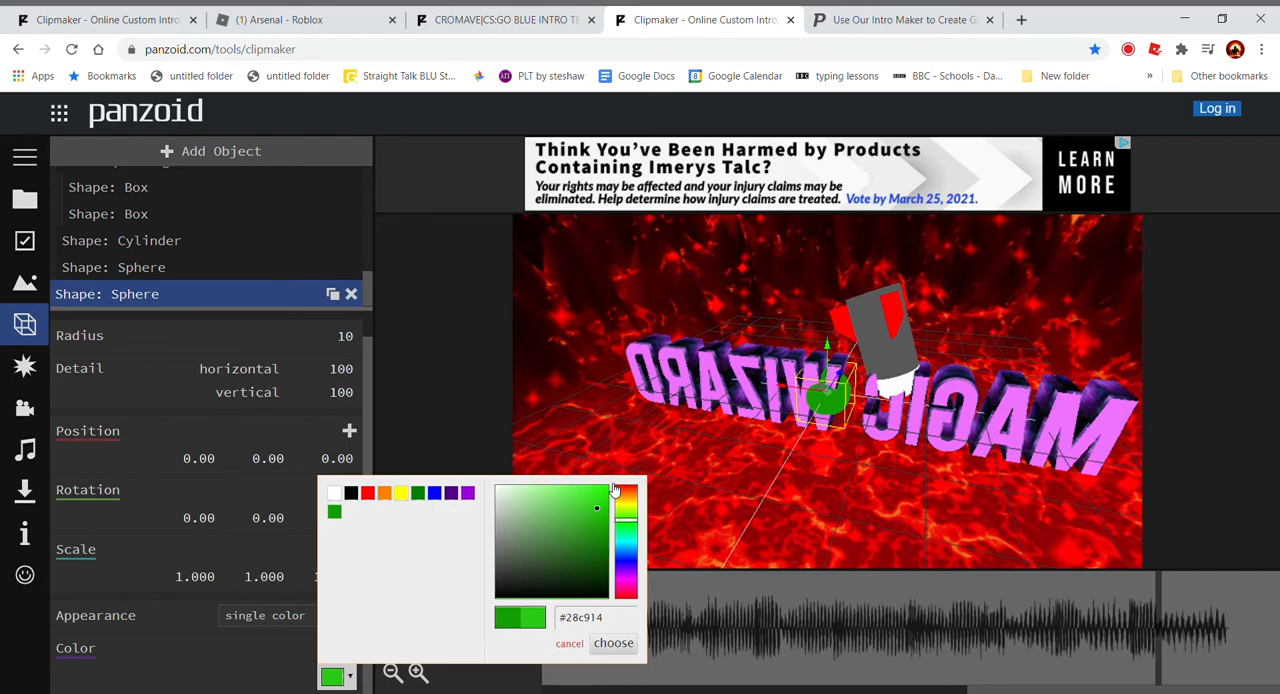 Clipmaker - Online Custom Intro.
(1) Arsenal - Roblox
CROMAVE|CS:GO BLUE INTRO TE
Clipmaker - Online Custom Intro
Use Our Intro Maker to Create G
panzoid.com/tools/clipmaker
Apps
Bookmarks
untitled folder
untitled folder
Straight Talk BLU St...
PLT by steshaw
Google Docs
Google Calendar
typing lessons
BBC - Schools - Da...
New folder
»
Other bookmarks
panzoid
Log in
Add Object
Shape: Box
Shape: Box
Shape: Cylinder
Shape: Sphere
Shape: Sphere
Radius 10
Detail horizontal 100
vertical 100
Position
0.00 0.00 0.00
Rotation
0.00 0.00
Scale
1.000 1.000
Appearance single color
Color
Think You've Been Harmed by Products
Containing Imerys Talc?
Your rights may be affected and your injury claims may be
eliminated. Help determine how injury claims are treated. Vote by March 25, 2021.
LEARN
MORE
MAGIC WIZARD
#28c914
cancel choose